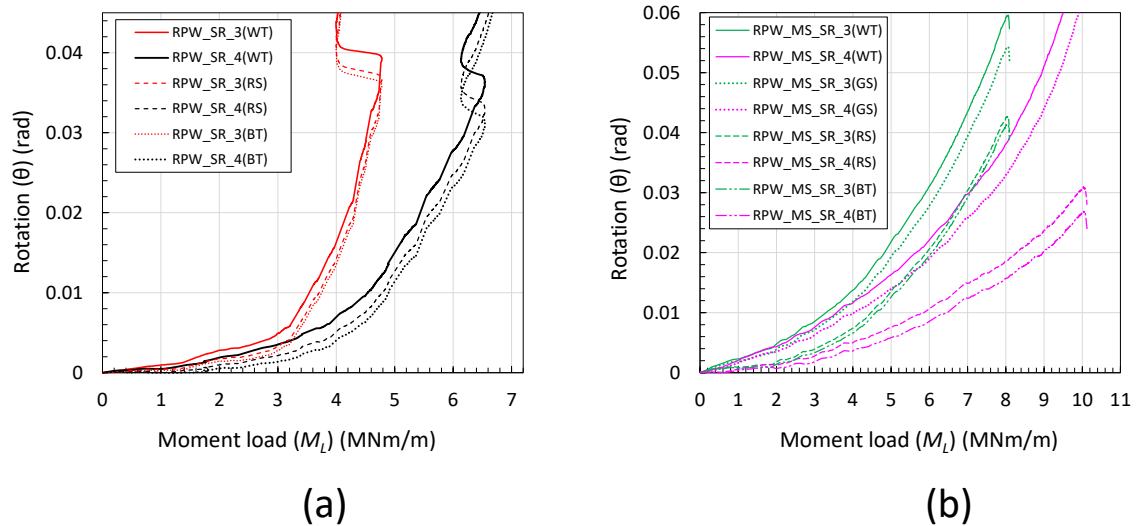 RPW_SR_3(WT)
RPW_SR_4(WT)
RPW_SR_3(RS)
RPW_SR_4(RS)
RPW_SR_3(BT)
RPW_SR_4(BT)
Rotation (θ) (rad)
0.04
0.03
0.02
0.01
0
0 1 2 3 4 5 6 7
Moment load (M_L) (MNm/m)
(a)
RPW_MS_SR_3(WT)
RPW_MS_SR_4(WT)
RPW_MS_SR_3(GS)
RPW_MS_SR_4(GS)
RPW_MS_SR_3(RS)
RPW_MS_SR_4(RS)
RPW_MS_SR_3(BT)
RPW_MS_SR_4(BT)
Rotation (θ) (rad)
0.06
0.05
0.04
0.03
0.02
0.01
0
0 1 2 3 4 5 6 7 8 9 10 11
Moment load (M_L) (MNm/m)
(b)